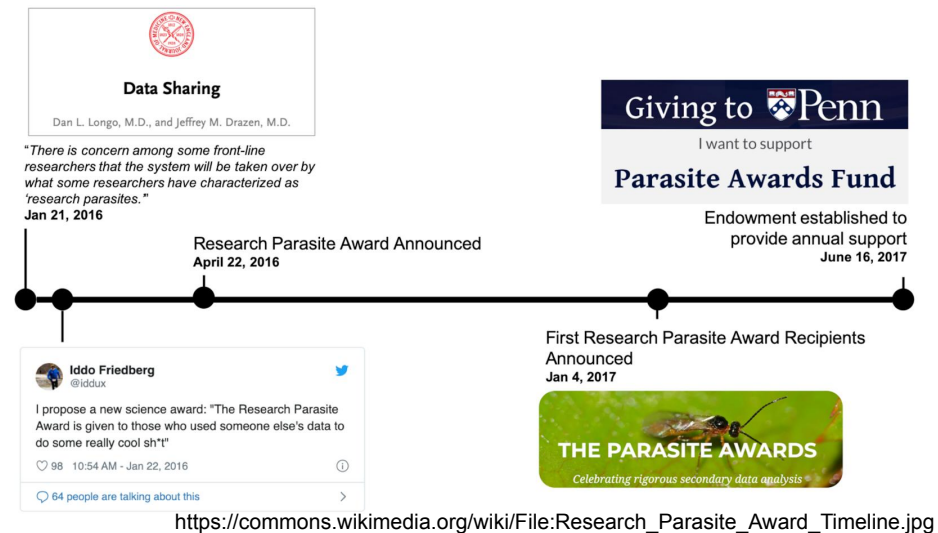 Data Sharing
Dan L. Longo, M.D., and Jeffrey M. Drazen, M.D.
“There is concern among some front-line
researchers that the system will be taken over by
what some researchers have characterized as
‘research parasites.’”
Jan 21, 2016
Research Parasite Award Announced
April 22, 2016
Giving to Penn
I want to support
Parasite Awards Fund
Endowment established to
provide annual support
June 16, 2017
Iddo Friedberg
@iddux
I propose a new science award: "The Research Parasite
Award is given to those who used someone else's data to
do some really cool sh*t"
98 10:54 AM - Jan 22, 2016
64 people are talking about this
First Research Parasite Award Recipients
Announced
Jan 4, 2017
THE PARASITE AWARDS
Celebrating rigorous secondary data analysis
https://commons.wikimedia.org/wiki/File:Research_Parasite_Award_Timeline.jpg